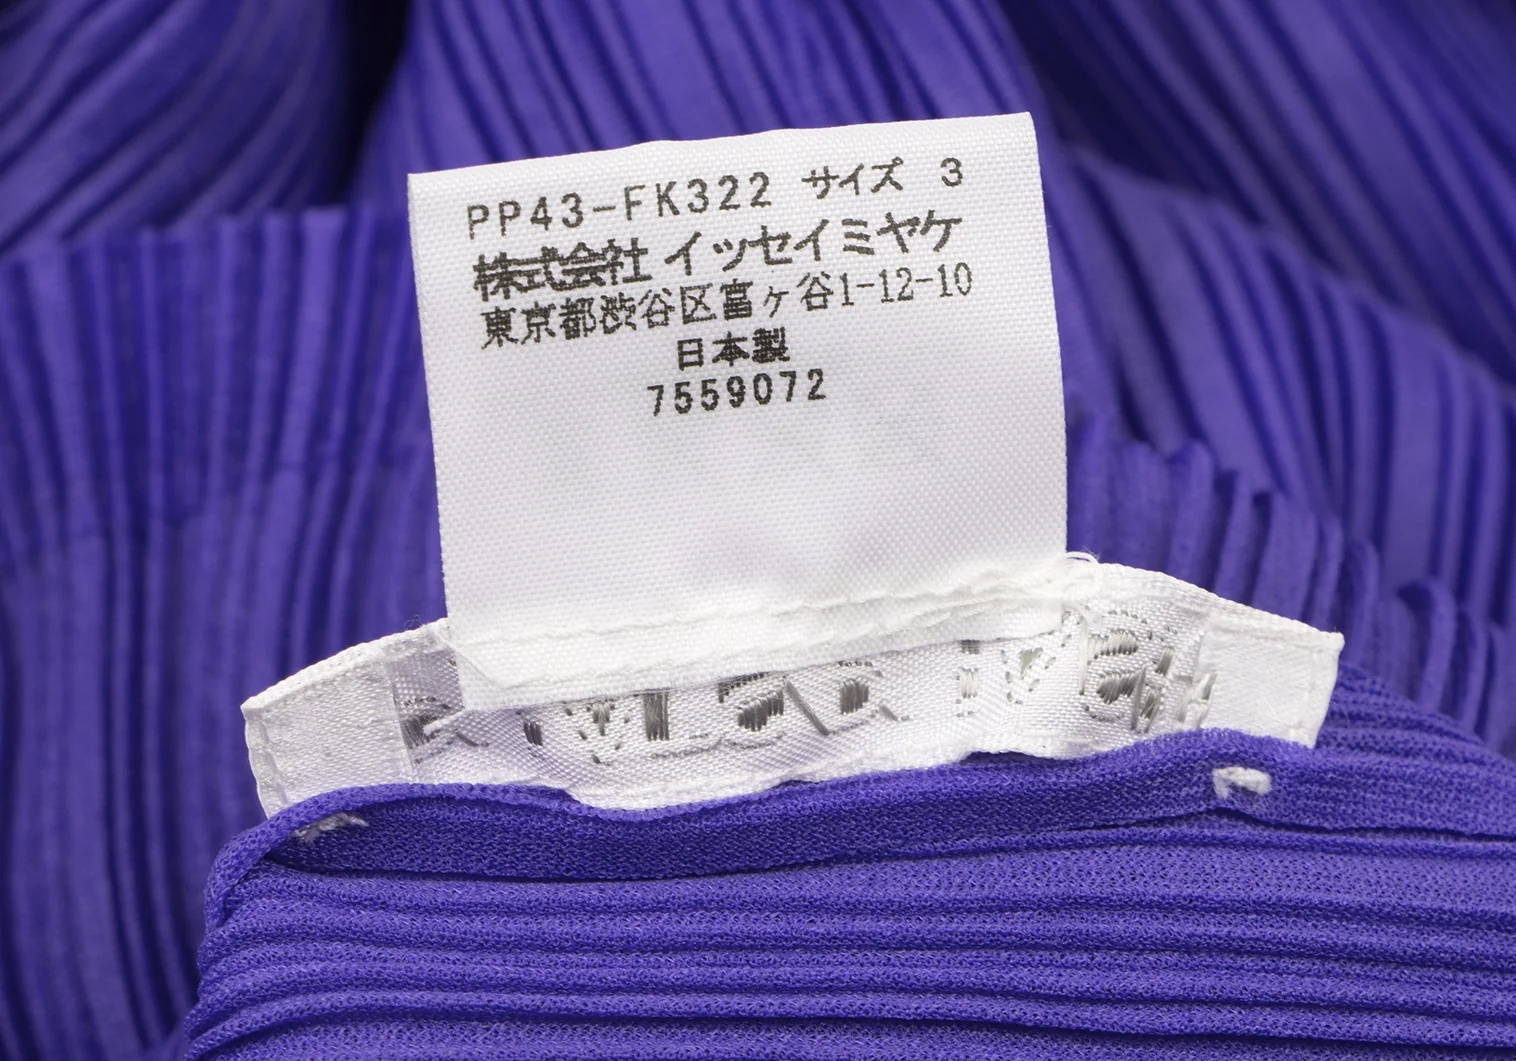 PP43-FK322 サイズ 3
株式会社 イッセイミヤケ
東京都渋谷区富ヶ谷1-12-10
日本製
7559072